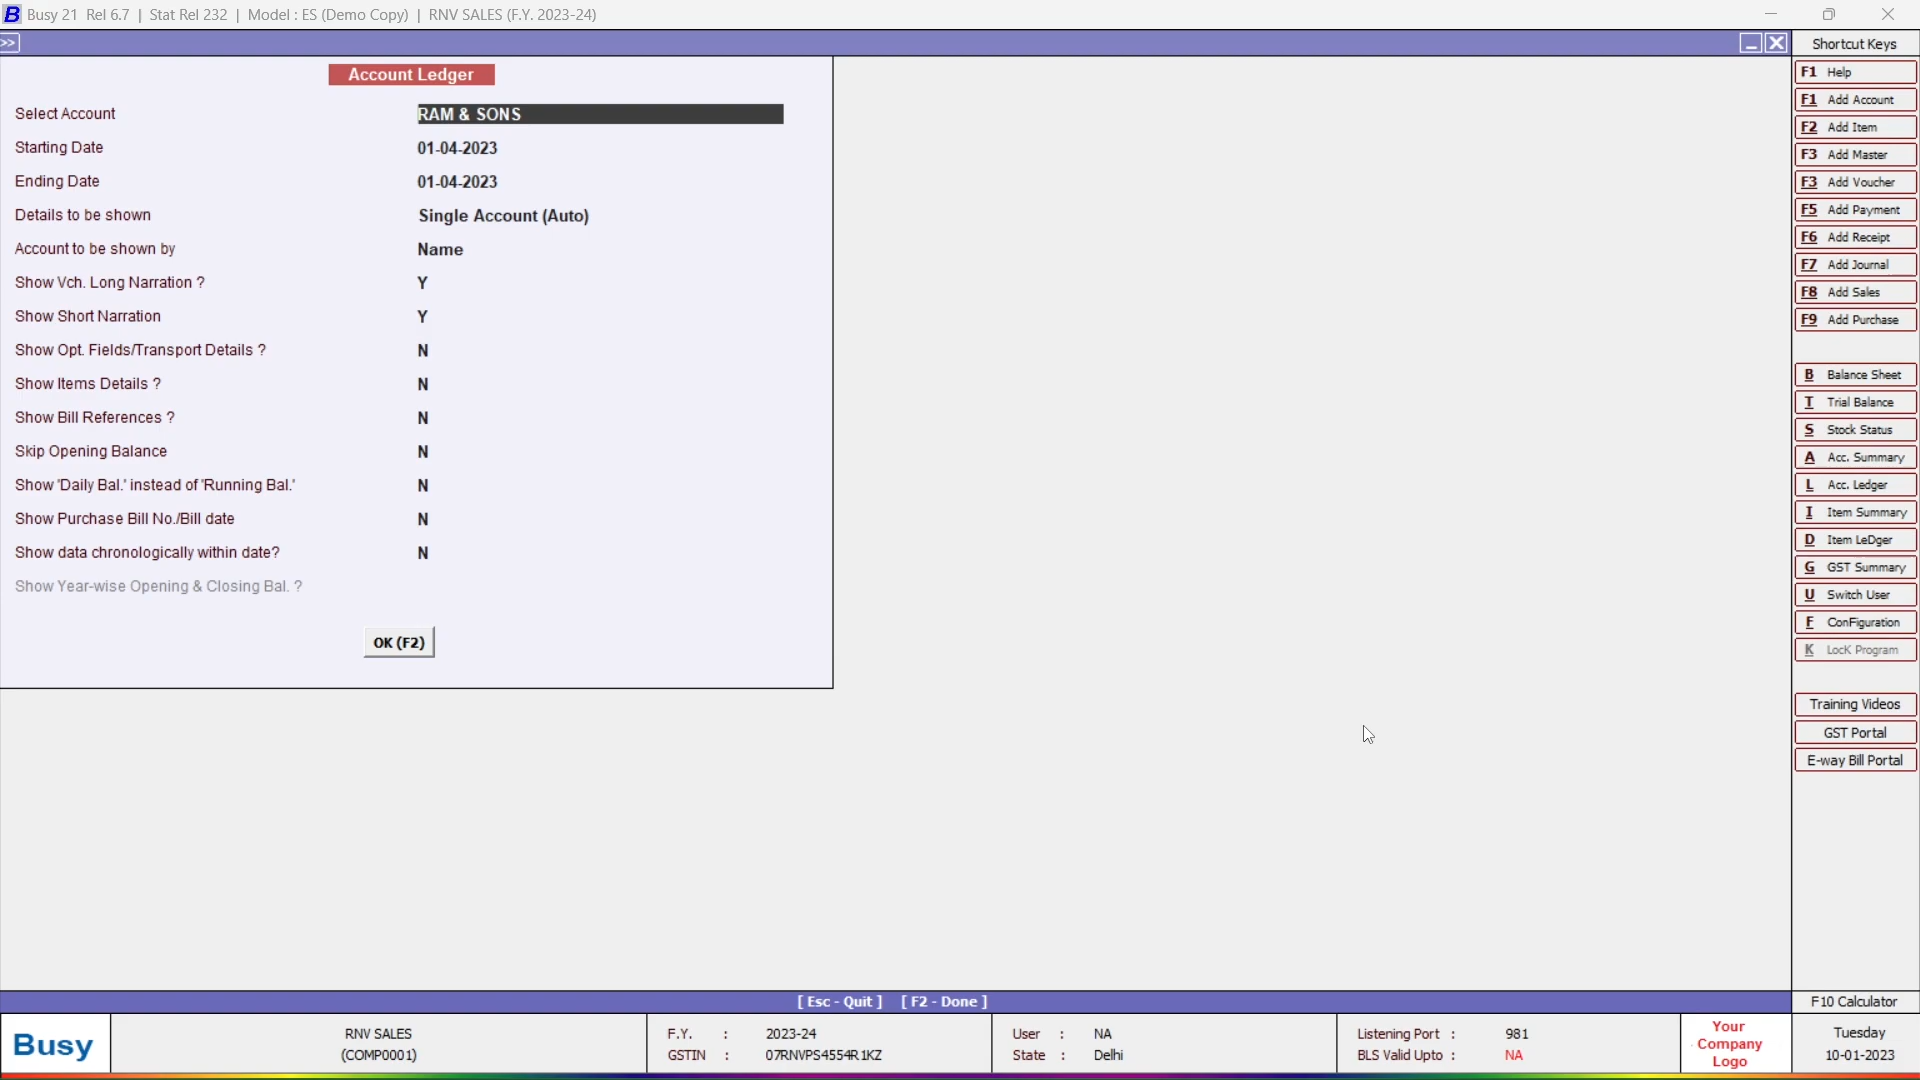 Busy 21 Rel 6.7 | Stat Rel 232 | Model : ES (Demo Copy) | RNV SALES (F.Y. 2023-24)
>>
Account Ledger
Select Account RAM & SONS
Starting Date 01-04-2023
Ending Date 01-04-2023
Details to be shown Single Account (Auto)
Account to be shown by Name
Show Vch. Long Narration ? Y
Show Short Narration Y
Show Opt. Fields/Transport Details ? N
Show Items Details ? N
Show Bill References ? N
Skip Opening Balance N
Show 'Daily Bal.' instead of 'Running Bal.' N
Show Purchase Bill No./Bill date N
Show data chronologically within date? N
Show Year-wise Opening & Closing Bal. ?
OK (F2)
Shortcut Keys
F1 Help
F1 Add Account
F2 Add Item
F3 Add Master
F3 Add Voucher
F5 Add Payment
F6 Add Receipt
F7 Add Journal
F8 Add Sales
F9 Add Purchase
B Balance Sheet
T Trial Balance
S Stock Status
A Acc. Summary
L Acc. Ledger
I Item Summary
D Item LeDger
G GST Summary
U Switch User
F ConFiguration
K LocK Program
Training Videos
GST Portal
E-way Bill Portal
[ Esc - Quit ] [ F2 - Done ]
F10 Calculator
Busy
RNV SALES
(COMP0001)
F.Y. : 2023-24
GSTIN : 07RNVPS4554R1KZ
User : NA
State : Delhi
Listening Port : 981
BLS Valid Upto : NA
Your
Company
Logo
Tuesday
10-01-2023